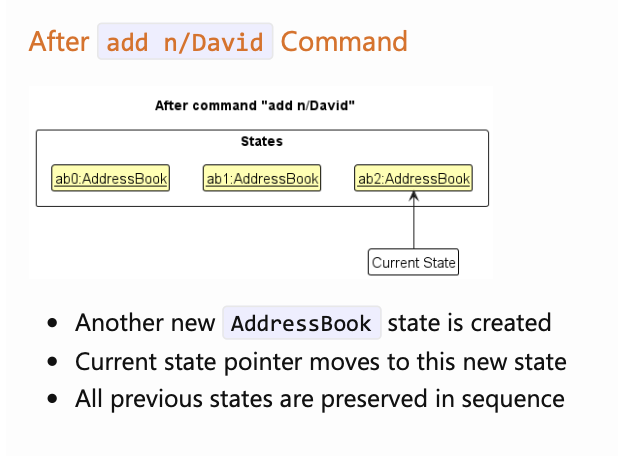 After add n/David Command
After command "add n/David"
States
ab0:AddressBook ab1:AddressBook ab2:AddressBook
Current State
• Another new AddressBook state is created
• Current state pointer moves to this new state
• All previous states are preserved in sequence